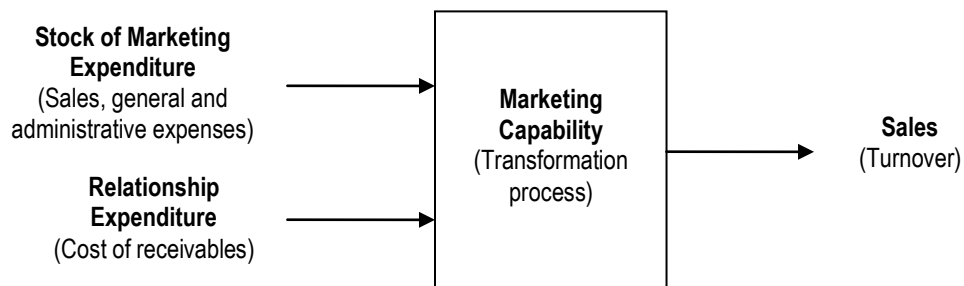 Stock of Marketing
Expenditure
(Sales, general and
administrative expenses)
Relationship
Expenditure
(Cost of receivables)
Marketing
Capability
(Transformation
process)
Sales
(Turnover)